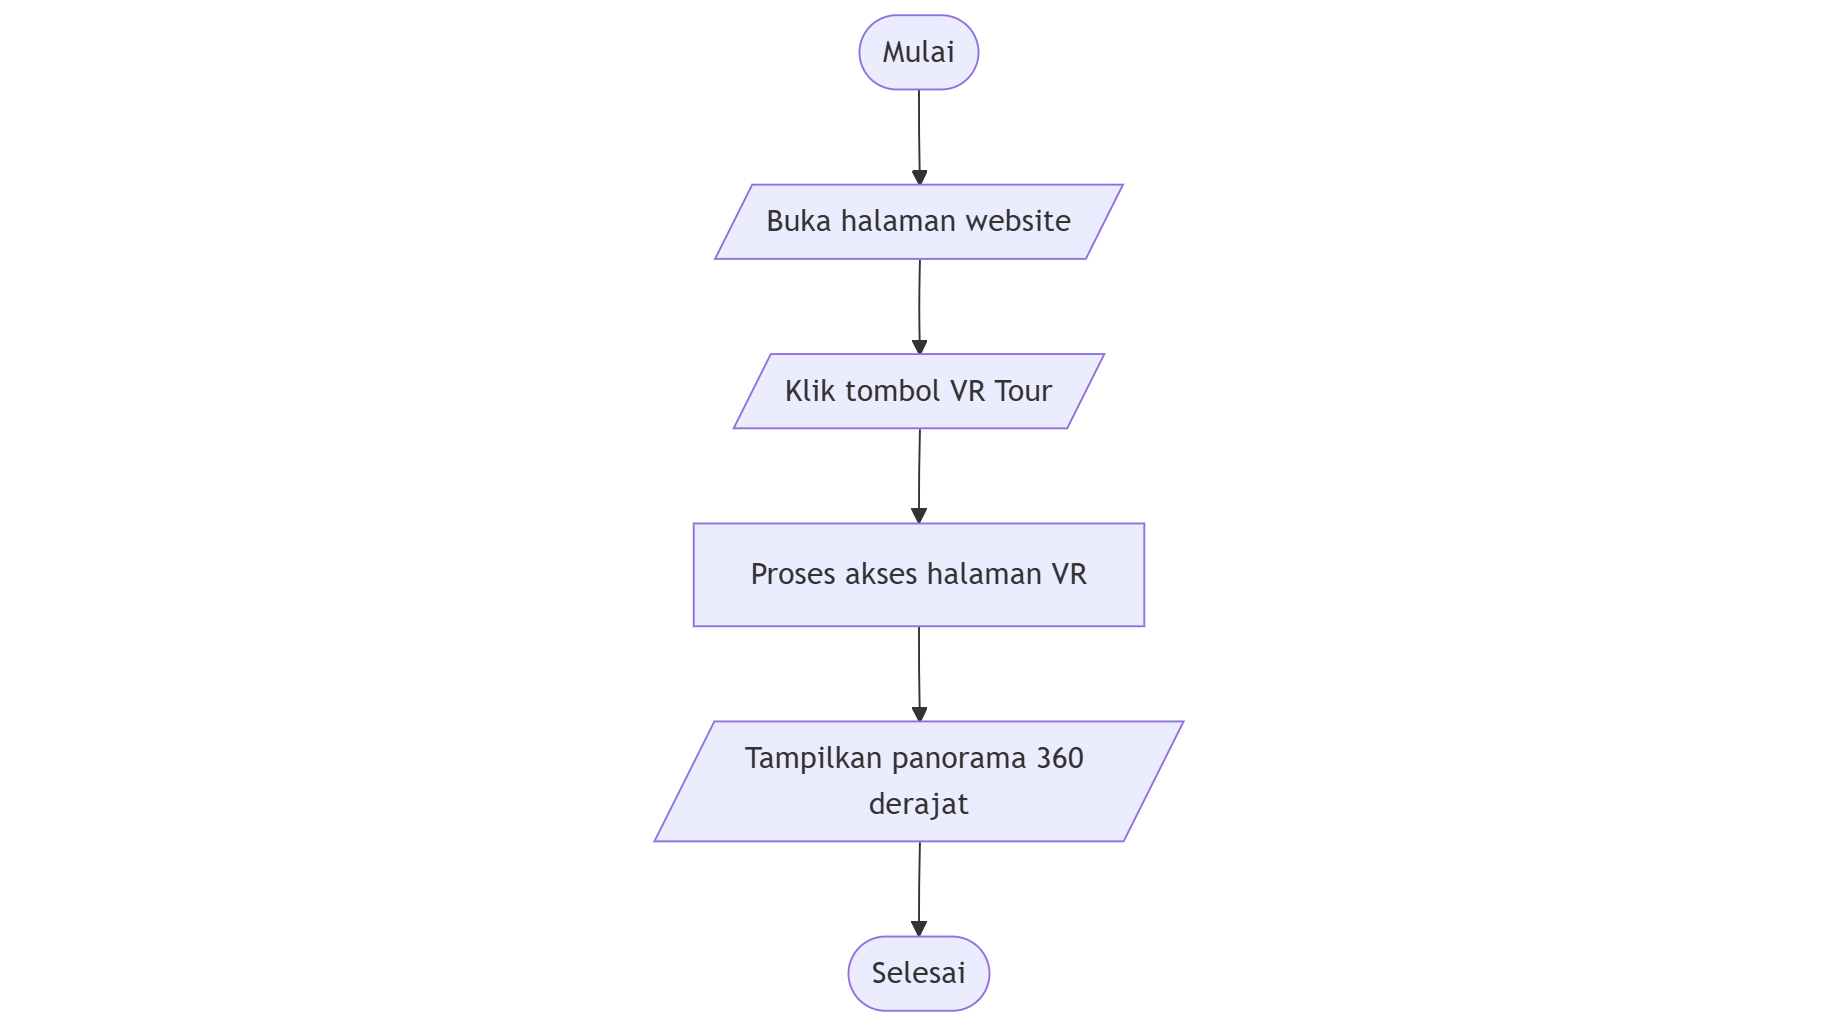 Mulai
Buka halaman website
Klik tombol VR Tour
Proses akses halaman VR
Tampilkan panorama 360
derajat
Selesai